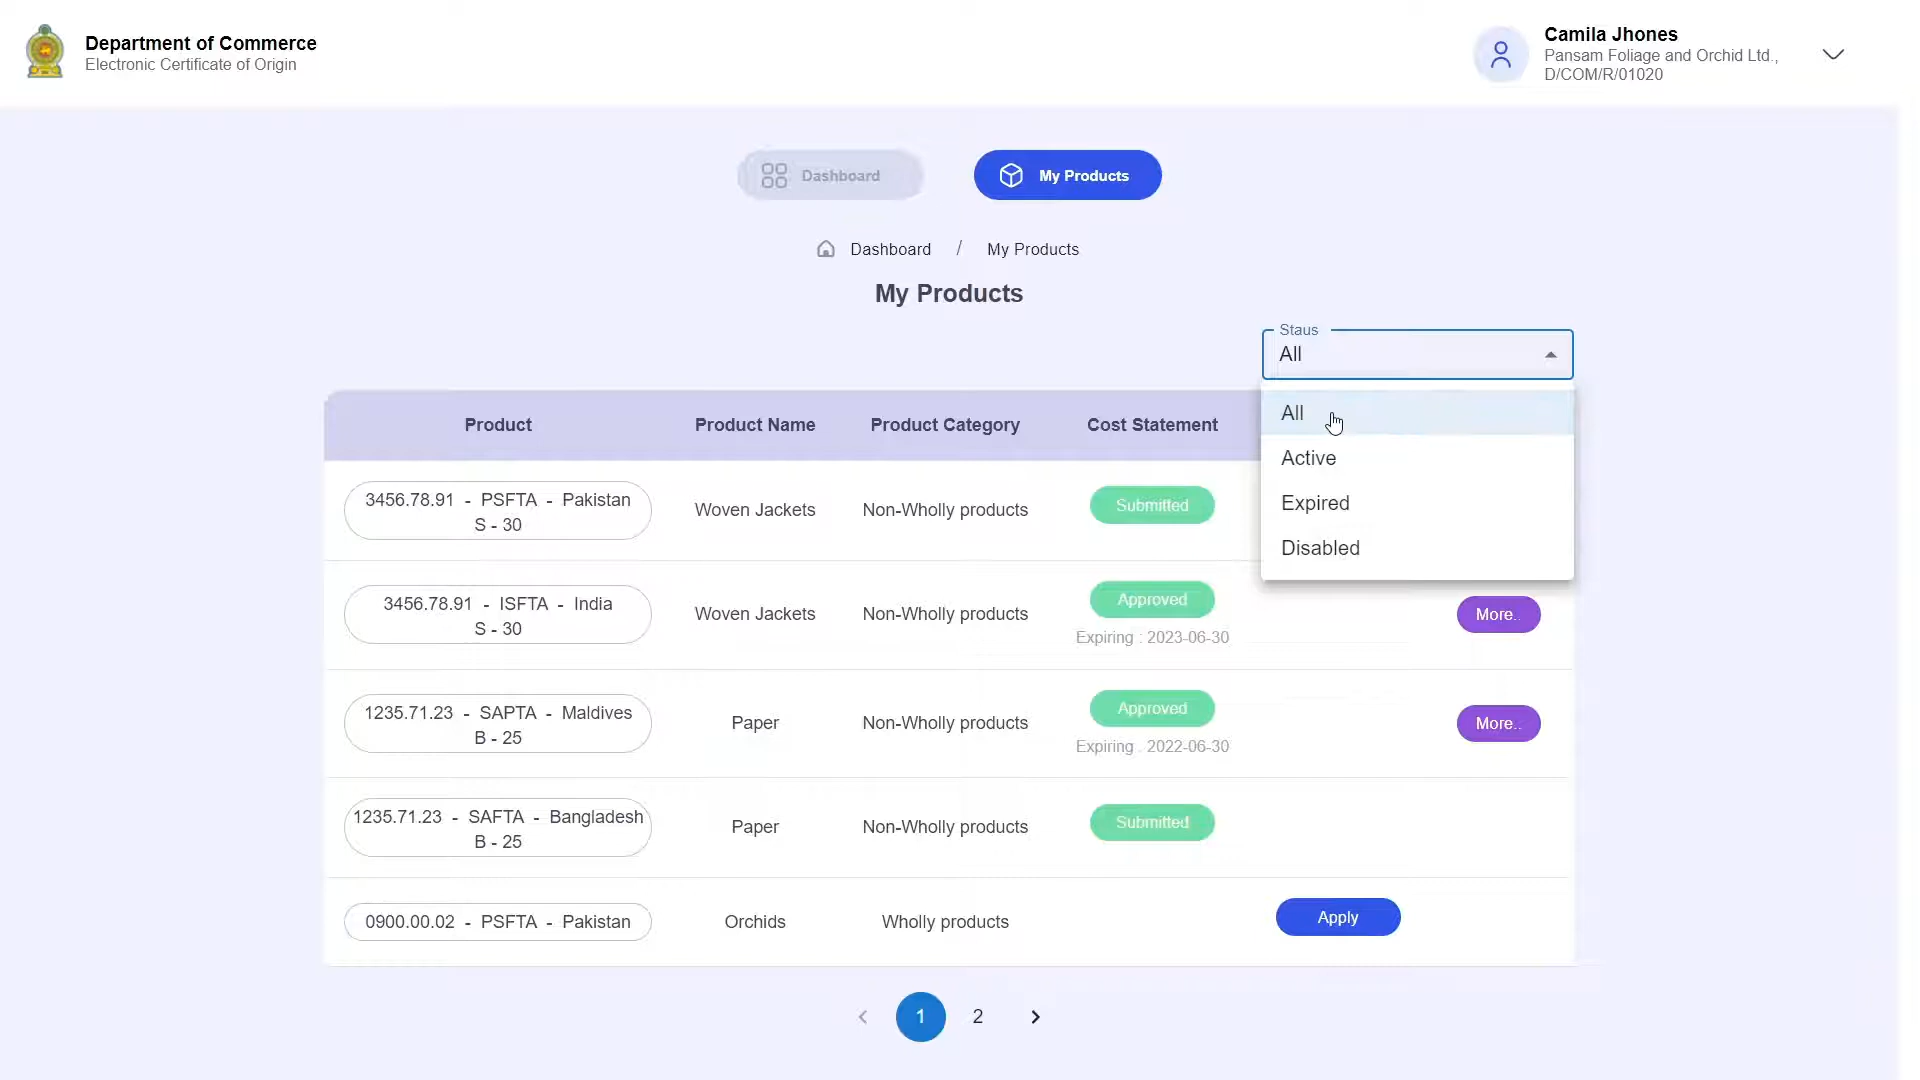 Department of Commerce
Electronic Certificate of Origin
Camila Jhones
Pansam Foliage and Orchid Ltd.,
D/COM/R/01020
Dashboard
My Products
Dashboard / My Products
My Products
Staus
All
All
Active
Expired
Disabled
Product Product Name Product Category Cost Statement
3456.78.91 - PSFTA - Pakistan
S - 30
Woven Jackets
Non-Wholly products
Submitted
3456.78.91 - ISFTA - India
S - 30
Woven Jackets
Non-Wholly products
Approved
Expiring : 2023-06-30
More..
1235.71.23 - SAPTA - Maldives
B - 25
Paper
Non-Wholly products
Approved
Expiring : 2022-06-30
More..
1235.71.23 - SAFTA - Bangladesh
B - 25
Paper
Non-Wholly products
Submitted
0900.00.02 - PSFTA - Pakistan
Orchids
Wholly products
Apply
< 1 2 >